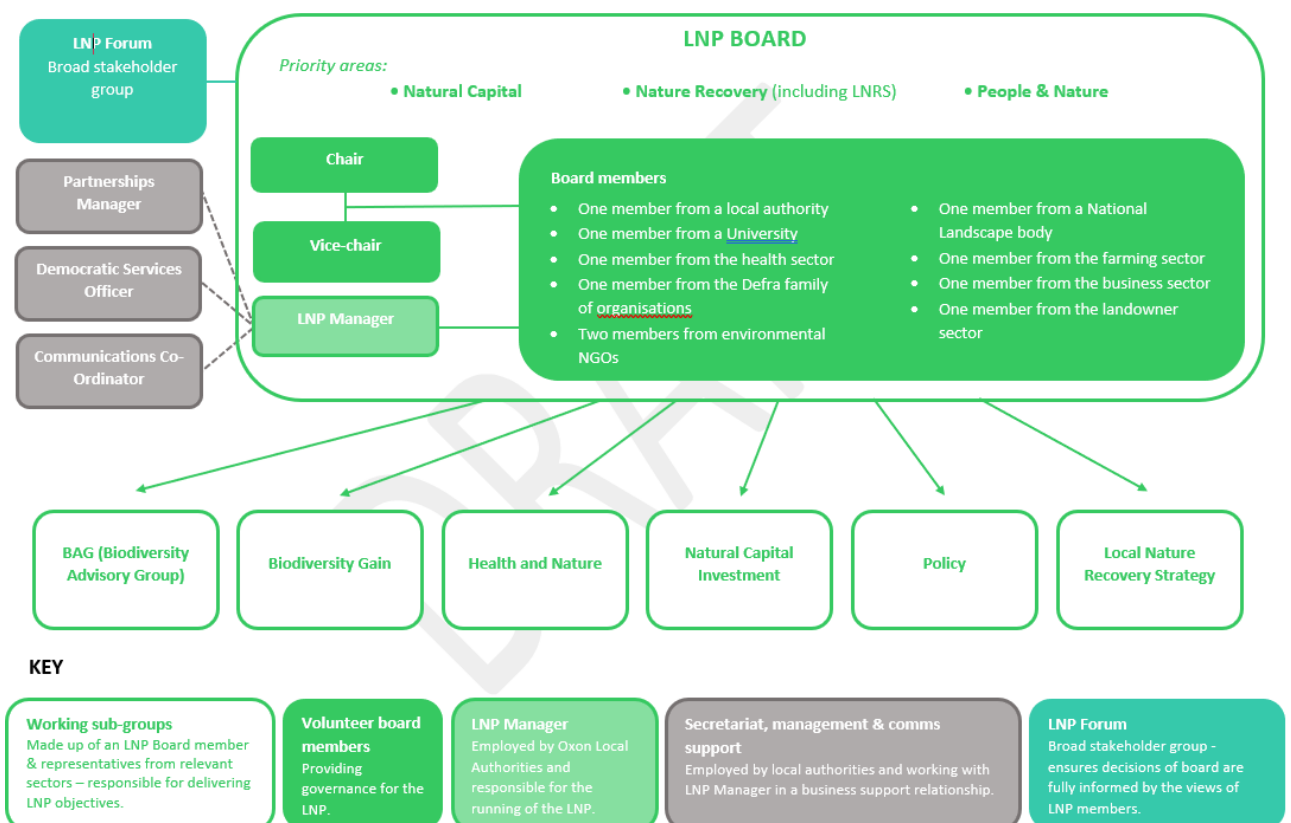 LNP Forum
Broad stakeholder
group
LNP BOARD
Priority areas:
• Natural Capital
• Nature Recovery (including LNRS)
• People & Nature
Partnerships
Manager
Democratic Services
Officer
Communications Co-
Ordinator
Chair
Vice-chair
LNP Manager
Board members
• One member from a local authority
• One member from a University
• One member from the health sector
• One member from the Defra family
of organisations
• Two members from environmental
NGOs
• One member from a National
Landscape body
• One member from the farming sector
• One member from the business sector
• One member from the landowner
sector
DRAFT
BAG (Biodiversity
Advisory Group)
Biodiversity Gain
Health and Nature
Natural Capital
Investment
Policy
Local Nature
Recovery Strategy
KEY
Working sub-groups
Made up of an LNP Board member
& representatives from relevant
sectors – responsible for delivering
LNP objectives.
Volunteer board
members
Providing
governance for the
LNP.
LNP Manager
Employed by Oxon Local
Authorities and
responsible for the
running of the LNP.
Secretariat, management & comms
support
Employed by local authorities and working with
LNP Manager in a business support relationship.
LNP Forum
Broad stakeholder group -
ensures decisions of board are
fully informed by the views of
LNP members.